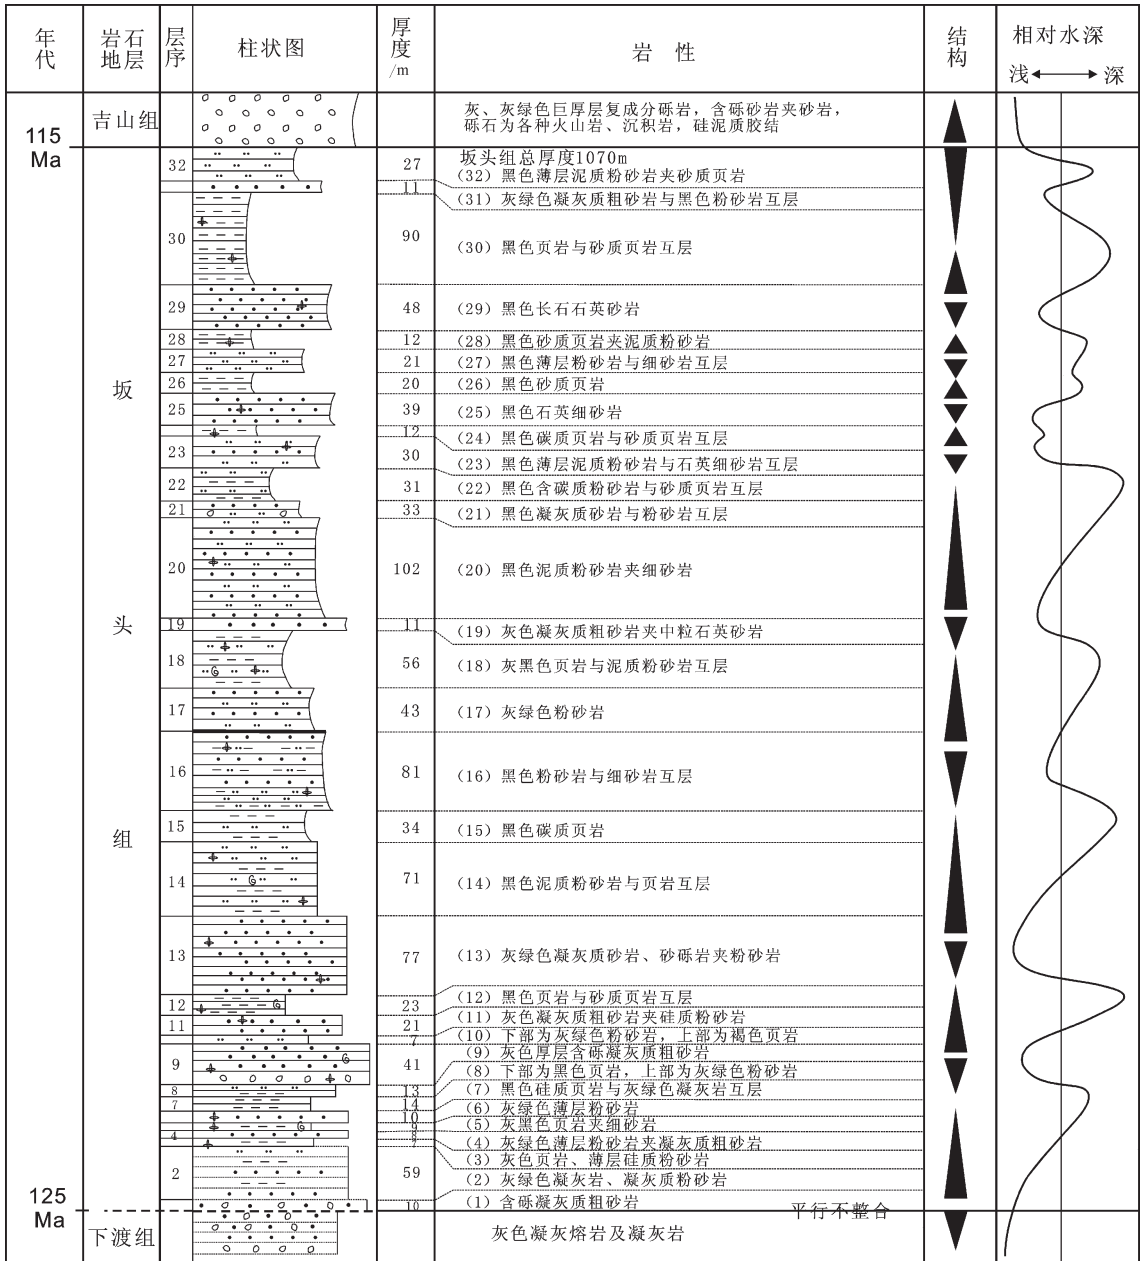 年代
岩石地层
层序
柱状图
厚度/m
岩 性
结构
相对水深
浅 深
吉山组
灰、灰绿色巨厚层复成分砾岩，含砾砂岩夹砂岩，
砾石为各种火山岩、沉积岩，硅泥质胶结
115
Ma
坂头组总厚度1070m
32 27 (32) 黑色薄层泥质粉砂岩夹砂质页岩
11 (31) 灰绿色凝灰质粗砂岩与黑色粉砂岩互层
30 90 (30) 黑色页岩与砂质页岩互层
29 48 (29) 黑色长石石英砂岩
28 12 (28) 黑色砂质页岩夹泥质粉砂岩
27 21 (27) 黑色薄层粉砂岩与细砂岩互层
坂
26 20 (26) 黑色砂质页岩
25 39 (25) 黑色石英细砂岩
12 (24) 黑色碳质页岩与砂质页岩互层
23 30 (23) 黑色薄层泥质粉砂岩与石英细砂岩互层
22 31 (22) 黑色含碳质粉砂岩与砂质页岩互层
21 33 (21) 黑色凝灰质砂岩与粉砂岩互层
20 102 (20) 黑色泥质粉砂岩夹细砂岩
头
19 11 (19) 灰色凝灰质粗砂岩夹中粒石英砂岩
18 56 (18) 灰黑色页岩与泥质粉砂岩互层
17 43 (17) 灰绿色粉砂岩
16 81 (16) 黑色粉砂岩与细砂岩互层
15 34 (15) 黑色碳质页岩
组
14 71 (14) 黑色泥质粉砂岩与页岩互层
13 77 (13) 灰绿色凝灰质砂岩、砂砾岩夹粉砂岩
12 23 (12) 黑色页岩与砂质页岩互层
11 21 (11) 灰色凝灰质粗砂岩夹硅质粉砂岩
7 (10) 下部为灰绿色粉砂岩，上部为褐色页岩
9 41 (9) 灰色厚层含砾凝灰质粗砂岩
8 13 (8) 下部为黑色页岩，上部为灰绿色粉砂岩
7 14 (7) 黑色硅质页岩与灰绿色凝灰岩互层
10 (6) 灰绿色薄层粉砂岩
(5) 灰黑色页岩夹细砂岩
4 (4) 灰绿色薄层粉砂岩夹凝灰质粗砂岩
(3) 灰色页岩、薄层硅质粉砂岩
2 59 (2) 灰绿色凝灰岩、凝灰质粉砂岩
10 (1) 含砾凝灰质粗砂岩
125
Ma
平行不整合
下渡组
灰色凝灰熔岩及凝灰岩